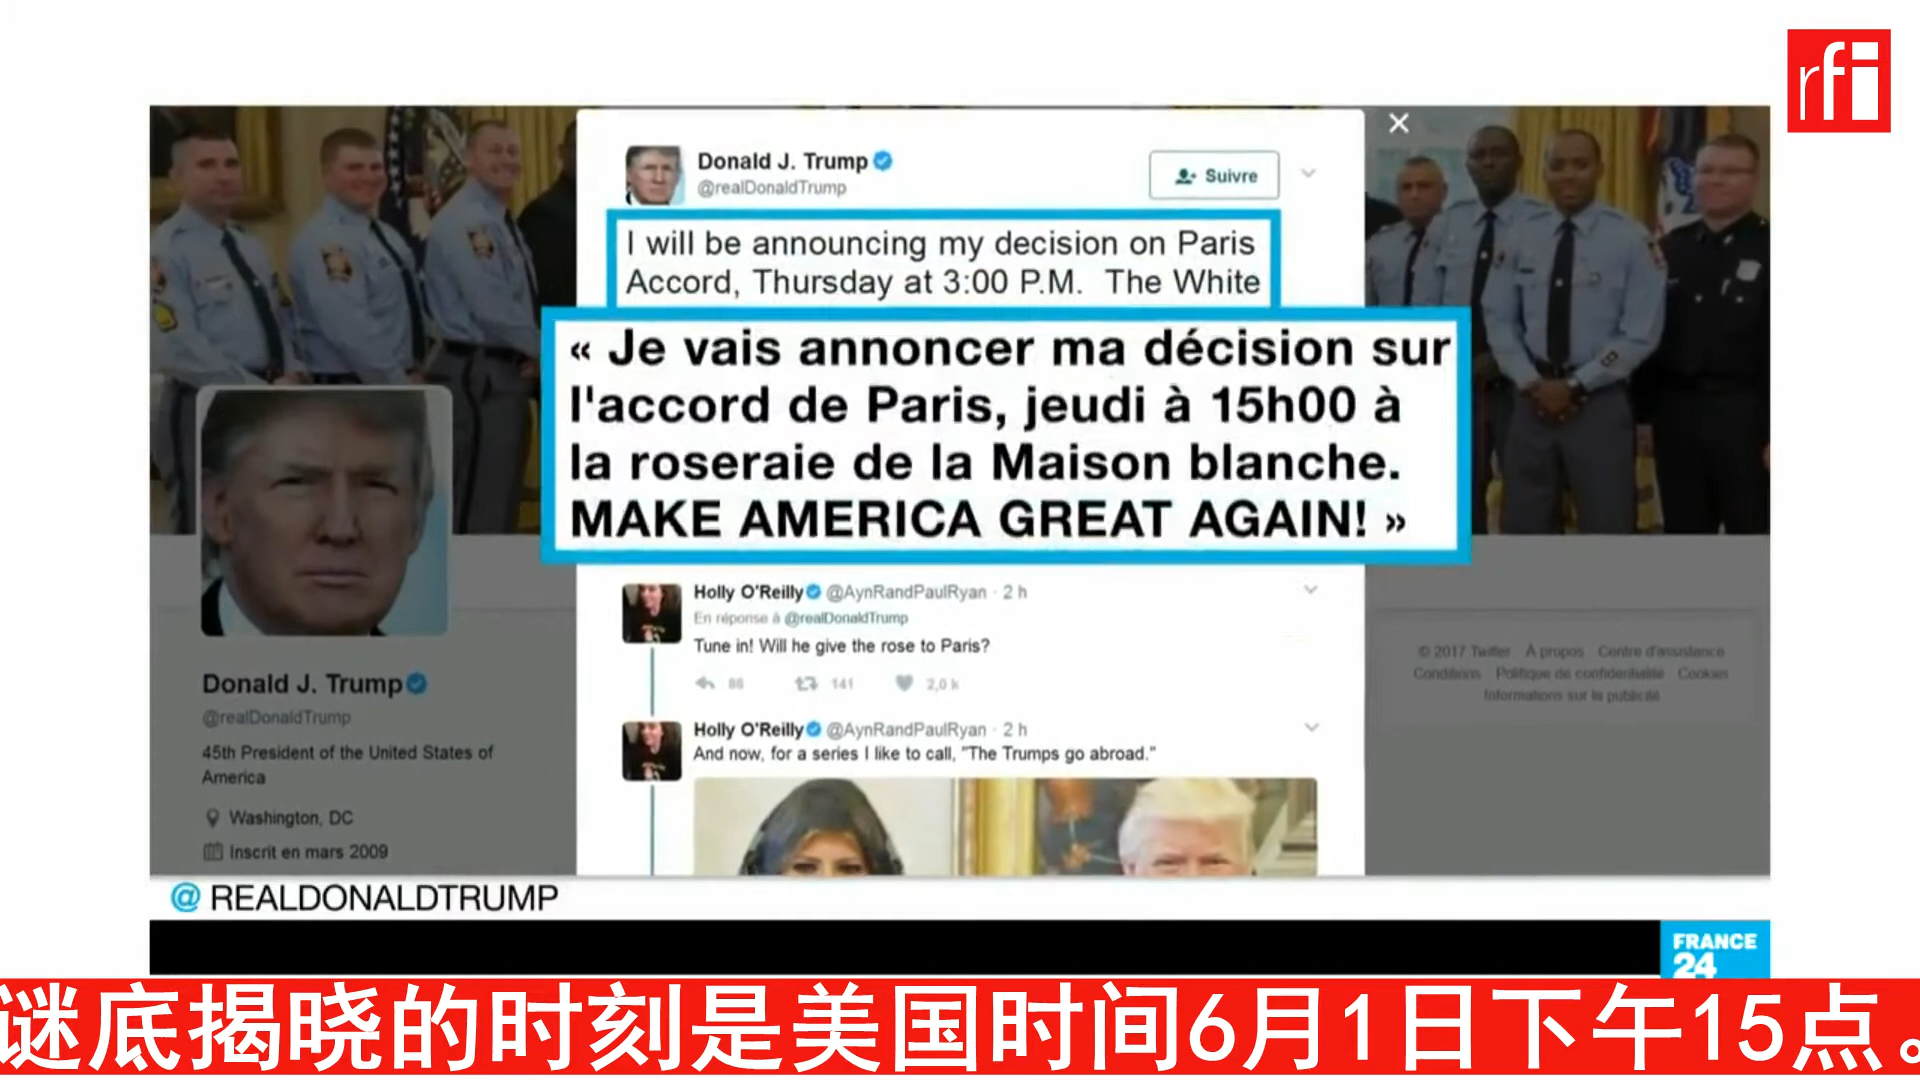 rfi
Donald J. Trump
@realDonaldTrump
Suivre
I will be announcing my decision on Paris
Accord, Thursday at 3:00 P.M. The White
« Je vais annoncer ma décision sur
l'accord de Paris, jeudi à 15h00 à
la roseraie de la Maison blanche.
MAKE AMERICA GREAT AGAIN! »
Holly O'Reilly @AynRandPaulRyan · 2 h
En réponse à @realDonaldTrump
Tune in! Will he give the rose to Paris?
86 141 2,0 k
Holly O'Reilly @AynRandPaulRyan · 2 h
And now, for a series I like to call, "The Trumps go abroad."
Donald J. Trump
@realDonaldTrump
45th President of the United States of
America
Washington, DC
Inscrit en mars 2009
© 2017 Twitter À propos Centre d'assistance
Conditions Politique de confidentialité Cookies
Informations sur la publicité
@ REALDONALDTRUMP
FRANCE
24
谜底揭晓的时刻是美国时间6月1日下午15点。